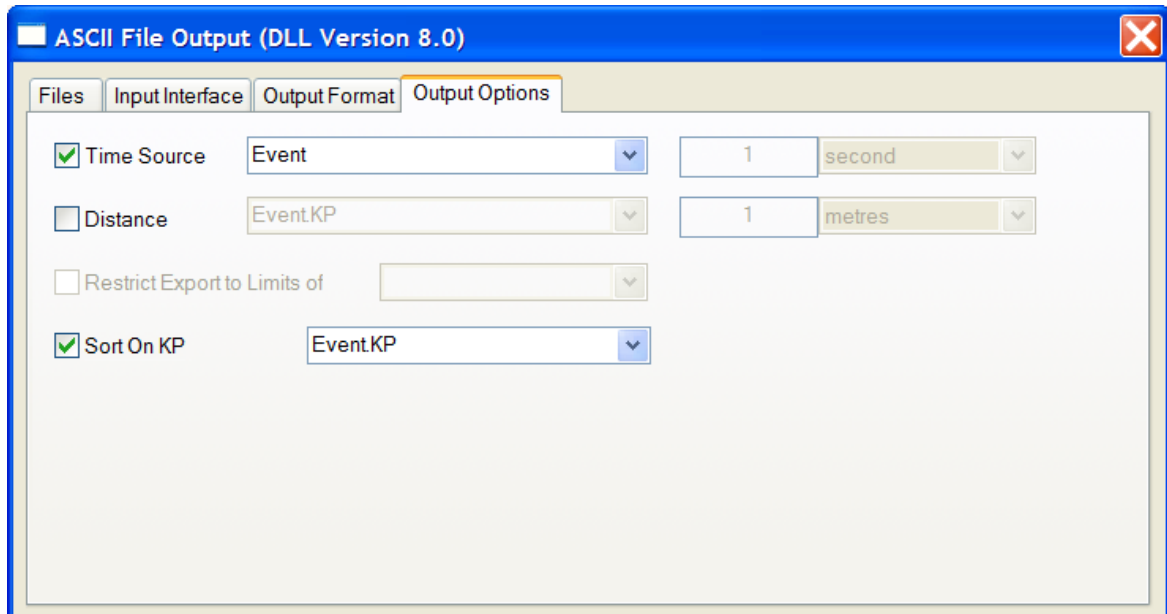 ASCII File Output (DLL Version 8.0)
Files Input Interface Output Format Output Options
Time Source Event 1 second
Distance Event.KP 1 metres
Restrict Export to Limits of
Sort On KP Event.KP